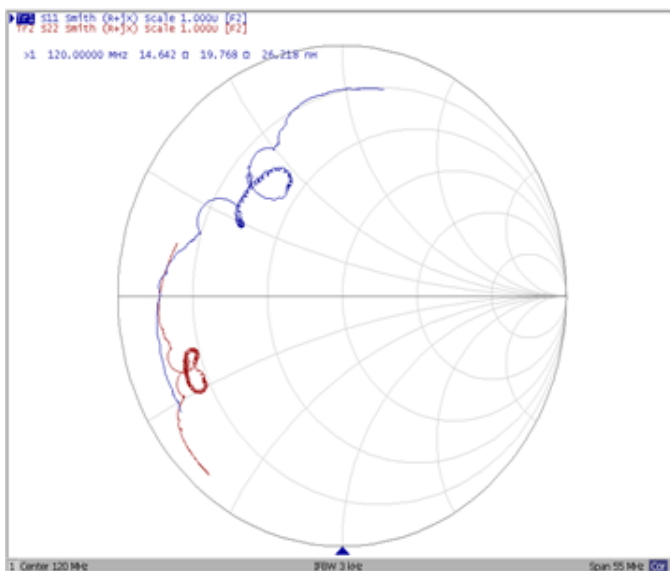 Tr1 S11 Smith (R+jX) Scale 1.000U [F2]
Tr2 S22 Smith (R+jX) Scale 1.000U [F2]
>1 120.00000 MHz 14.642 Ω 19.768 Ω 26.218 nH
1 Center 120 MHz IFBW 3 kHz Span 55 MHz Cor